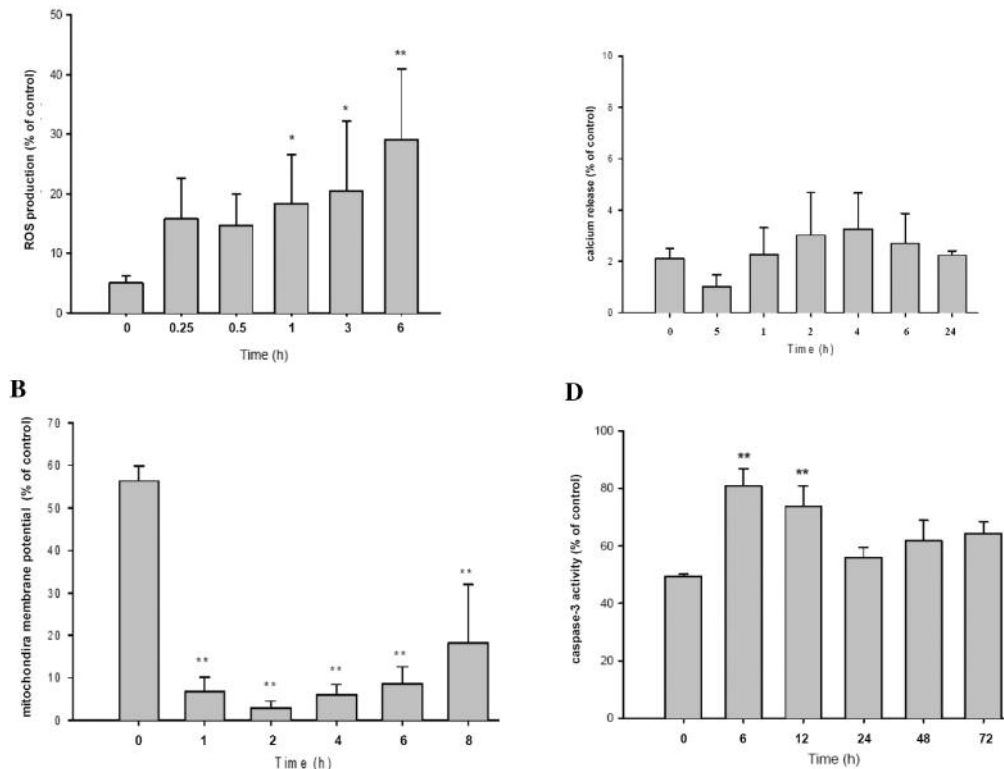 ROS production (% of control)
50
40
30
20
10
0
*
*
**
0 0.25 0.5 1 3 6
Time (h)
calcium release (% of control)
10
8
6
4
2
0
0 5 1 2 4 6 24
Time (h)
B
mitochondira membrane potential (% of control)
70
60
50
40
30
20
10
0
**
**
**
**
**
0 1 2 4 6 8
Time (h)
D
caspase-3 activity (% of control)
100
80
60
40
20
0
**
**
0 6 12 24 48 72
Time (h)